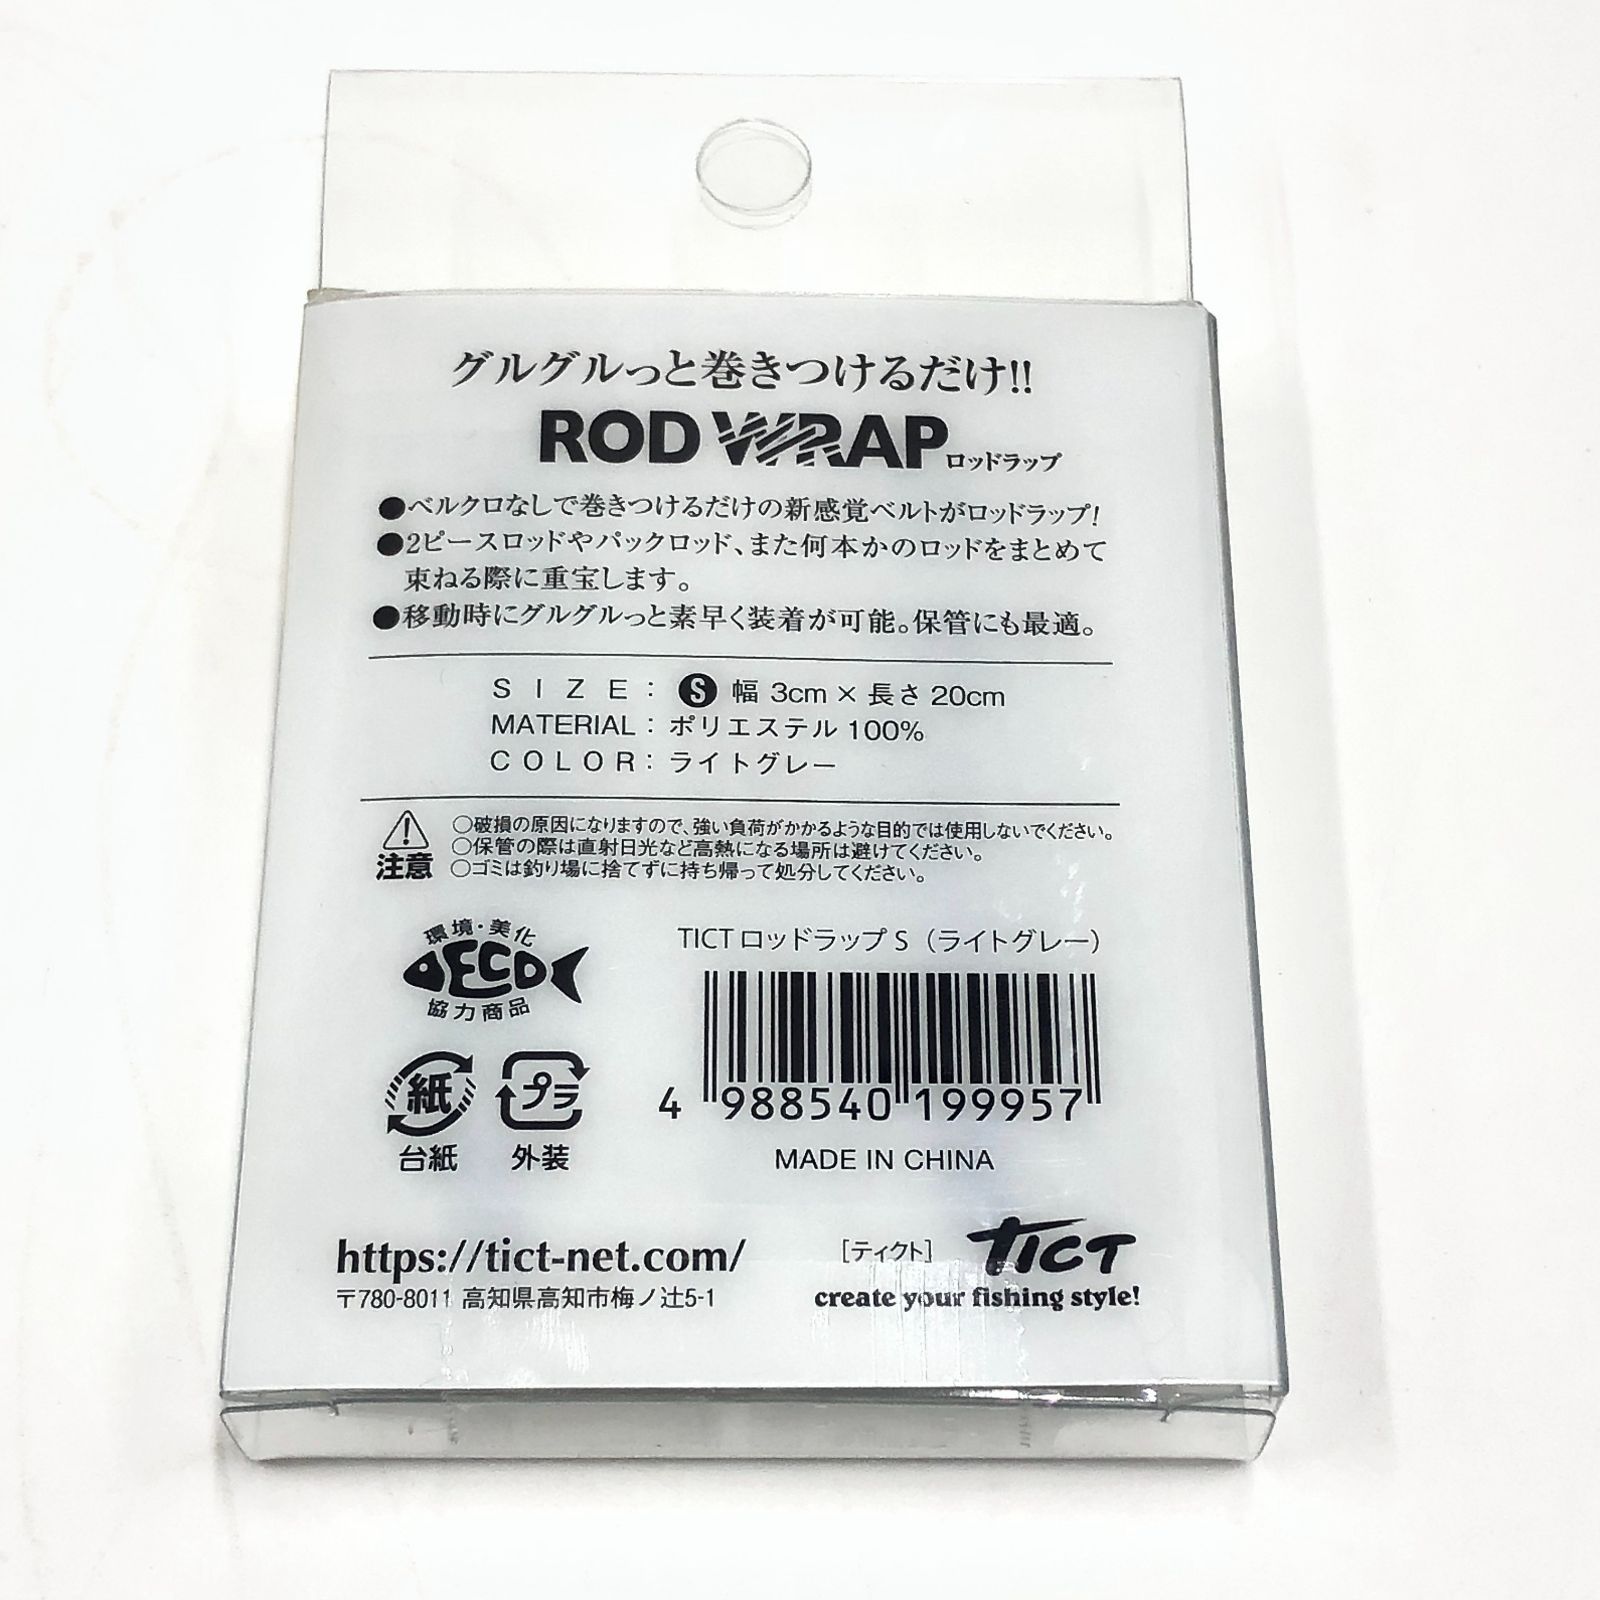 グルグルっと巻きつけるだけ!!
ROD WRAP ロッドラップ
●ベルクロなしで巻きつけるだけの新感覚ベルトがロッドラップ!
●2ピースロッドやパックロッド、また何本かのロッドをまとめて
束ねる際に重宝します。
●移動時にグルグルっと素早く装着が可能。保管にも最適。
SIZE：S 幅 3cm × 長さ 20cm
MATERIAL：ポリエステル 100%
COLOR：ライトグレー
注意
○破損の原因になりますので、強い負荷がかかるような目的では使用しないでください。
○保管の際は直射日光など高熱になる場所は避けてください。
○ゴミは釣り場に捨てずに持ち帰って処分してください。
環境・美化
ECO
協力商品
TICT ロッドラップ S（ライトグレー）
紙
台紙
プラ
外装
4 988540 199957
MADE IN CHINA
https://tict-net.com/
〒780-8011 高知県高知市梅ノ辻5-1
[ティクト] TICT
create your fishing style!